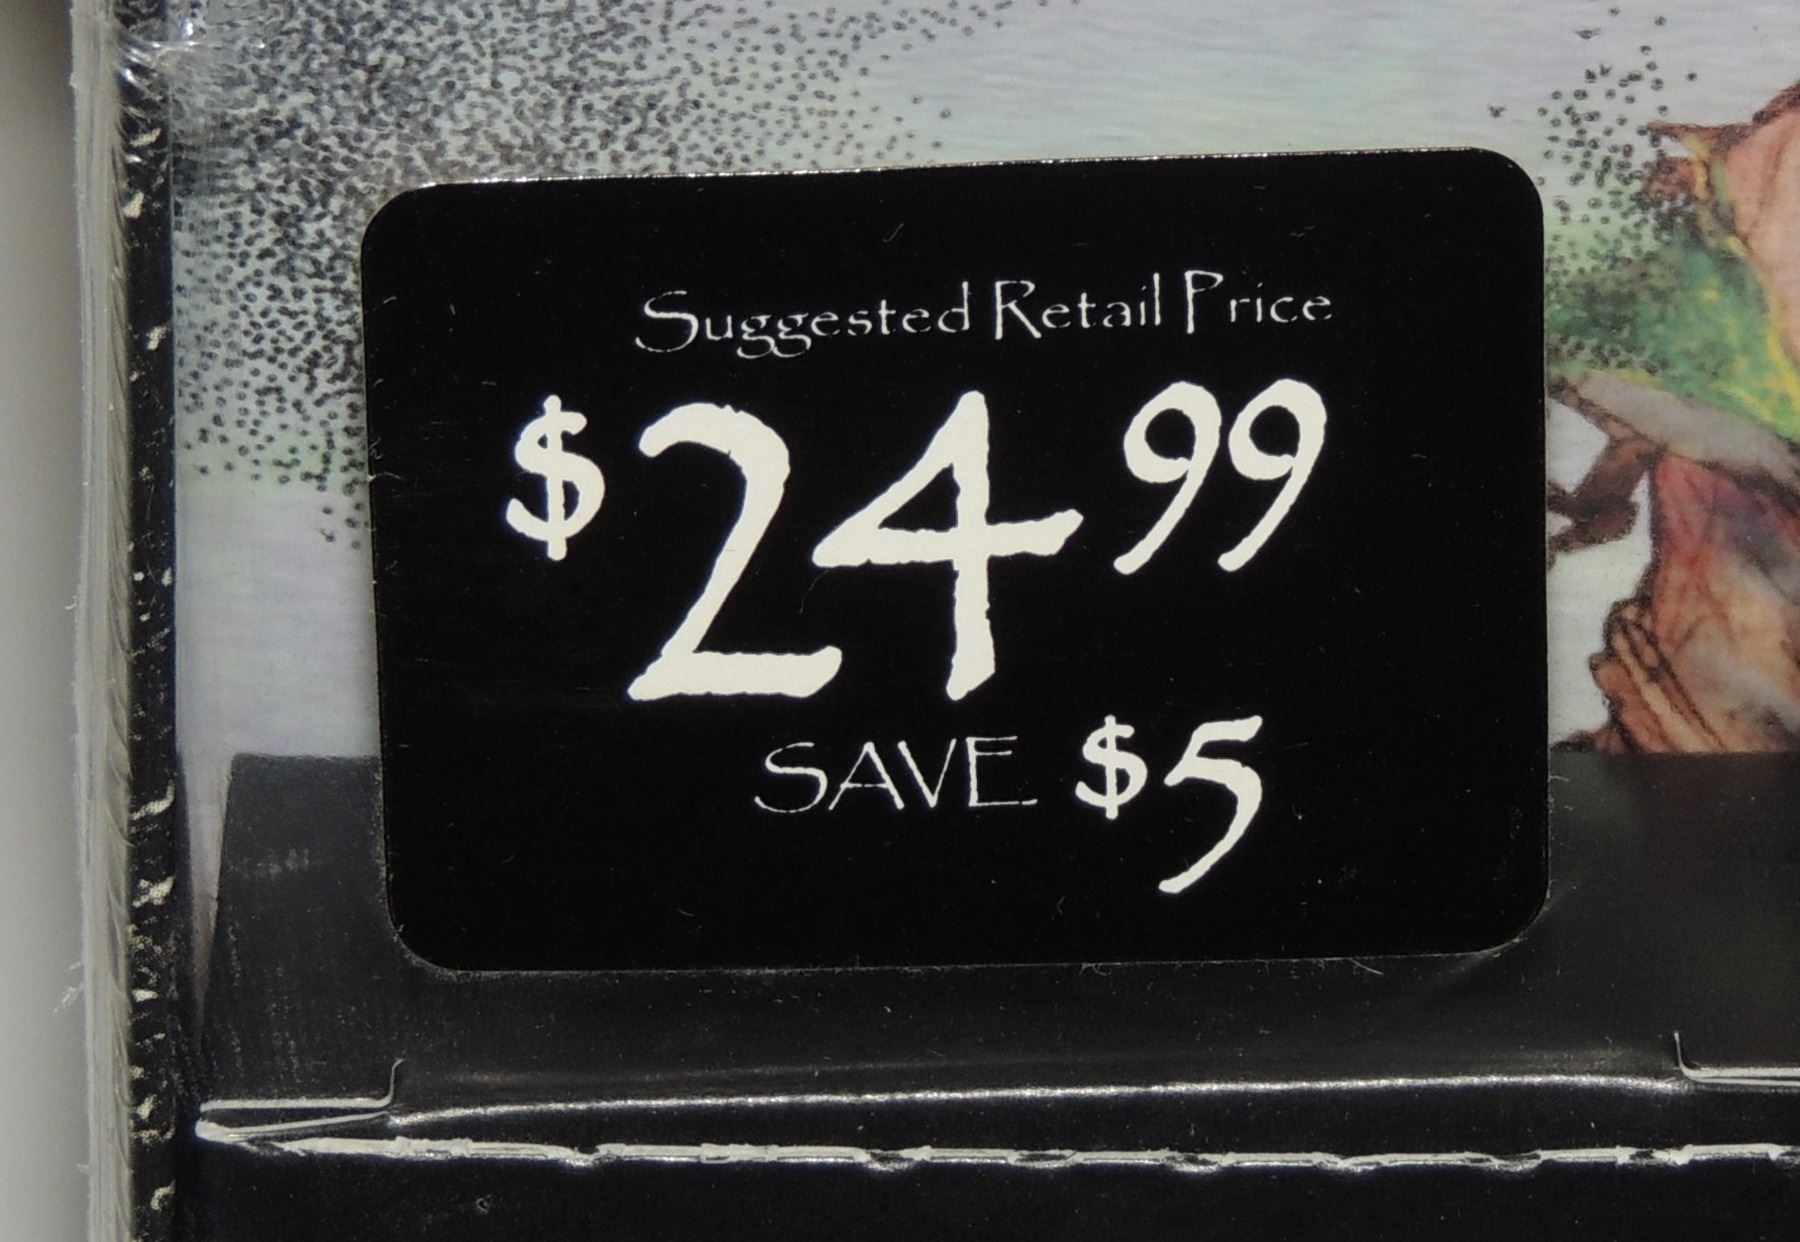 Suggested Retail Price
$24 99
SAVE $5